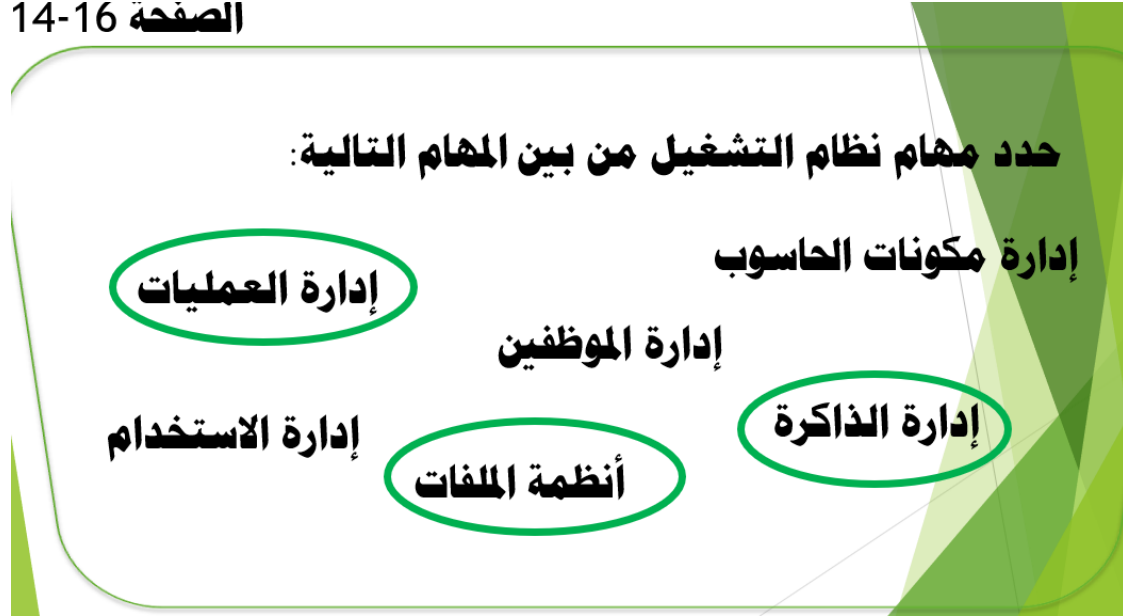 الصفحة 16-14
حدد مهام نظام التشغيل من بين المهام التالية:
إدارة مكونات الحاسوب
إدارة العمليات
إدارة الموظفين
إدارة الذاكرة
إدارة الاستخدام
أنظمة الملفات